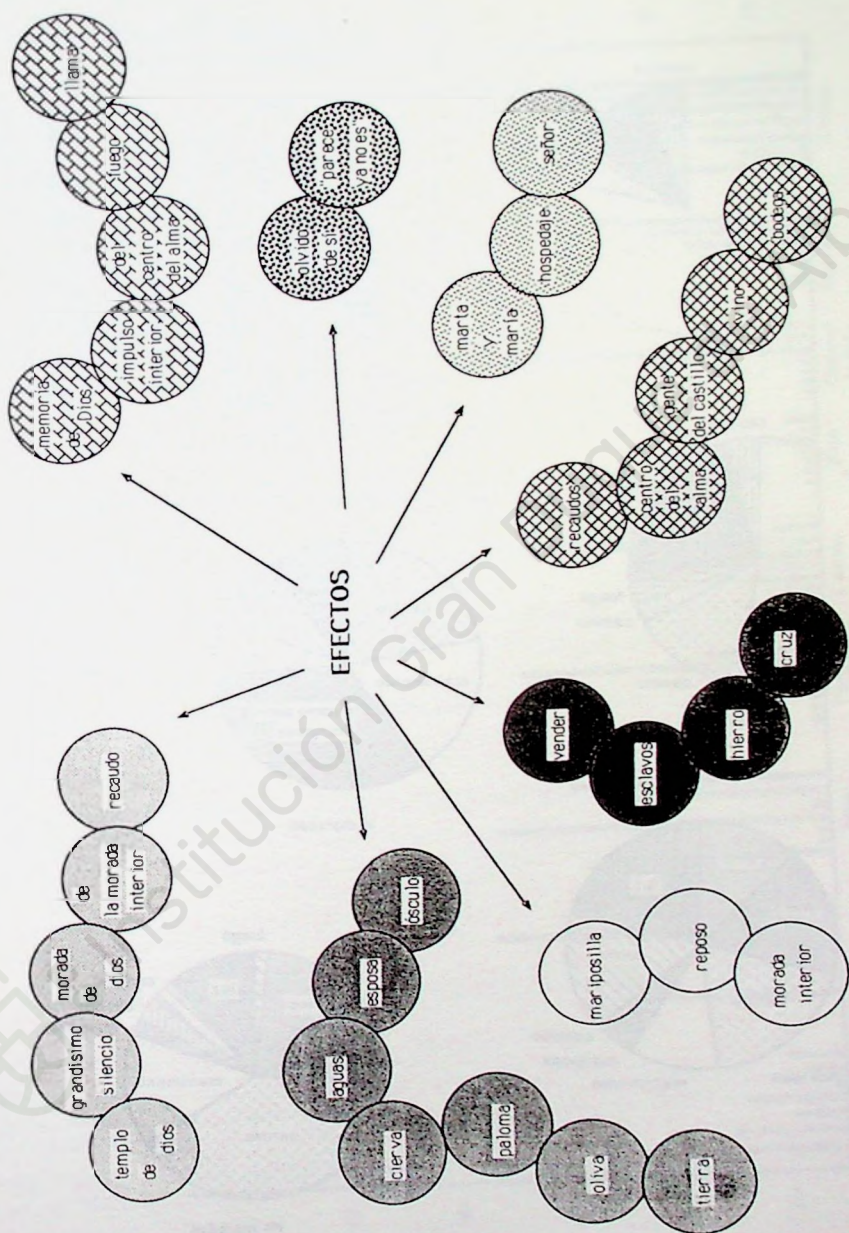 templo
de dios
grandísimo
silencio
morada
de dios
de
la morada
interior
recaudo
memoria
de Dios
impulso
interior
del
centro
del alma
fuego
llama
EFECTOS
olvido
de sí
"parece
ya no es"
marta
y
maría
hospedaje
señor
recaudos
centro
del
alma
gente
del castillo
vino
bodega
vender
esclavos
hierro
cruz
mariposilla
reposo
morada
interior
ósculo
esposa
aguas
cierva
paloma
oliva
tierra
Institución Gran